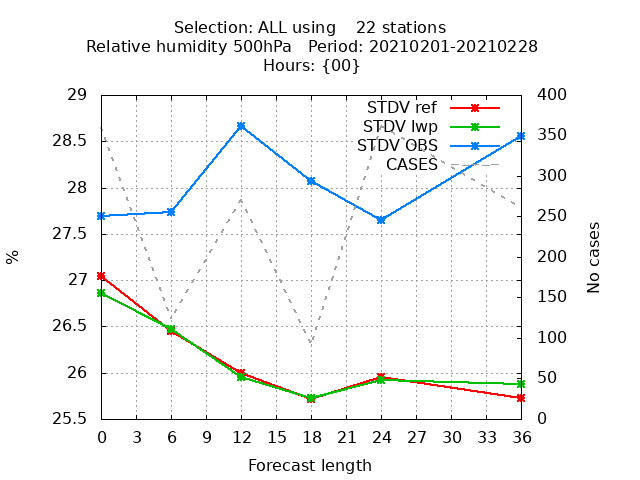 Selection: ALL using    22 stations
Relative humidity 500hPa   Period: 20210201-20210228
Hours: {00}
29
28.5
28
27.5
27
26.5
26
25.5
%
STDV ref
STDV lwp
STDV OBS
CASES
400
350
300
250
200
150
100
50
0
No cases
0 3 6 9 12 15 18 21 24 27 30 33 36
Forecast length